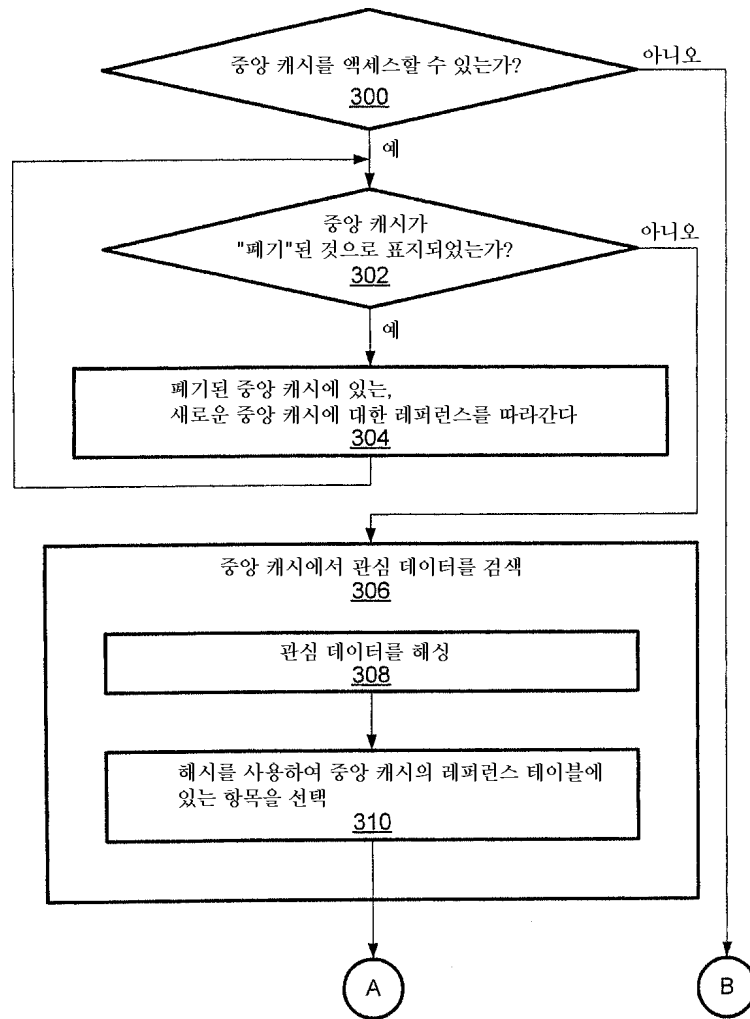 중앙 캐시를 액세스할 수 있는가?
300
아니오
예
중앙 캐시가
"폐기"된 것으로 표지되었는가?
302
아니오
예
폐기된 중앙 캐시에 있는,
새로운 중앙 캐시에 대한 레퍼런스를 따라간다
304
중앙 캐시에서 관심 데이터를 검색
306
관심 데이터를 해싱
308
해시를 사용하여 중앙 캐시의 레퍼런스 테이블에
있는 항목을 선택
310
A
B